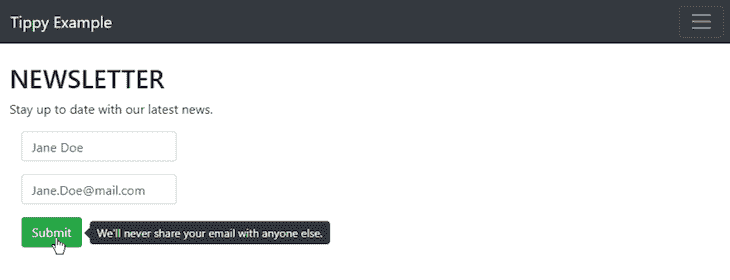 Tippy Example
NEWSLETTER
Stay up to date with our latest news.
Jane Doe
Jane.Doe@mail.com
Submit
We'll never share your email with anyone else.